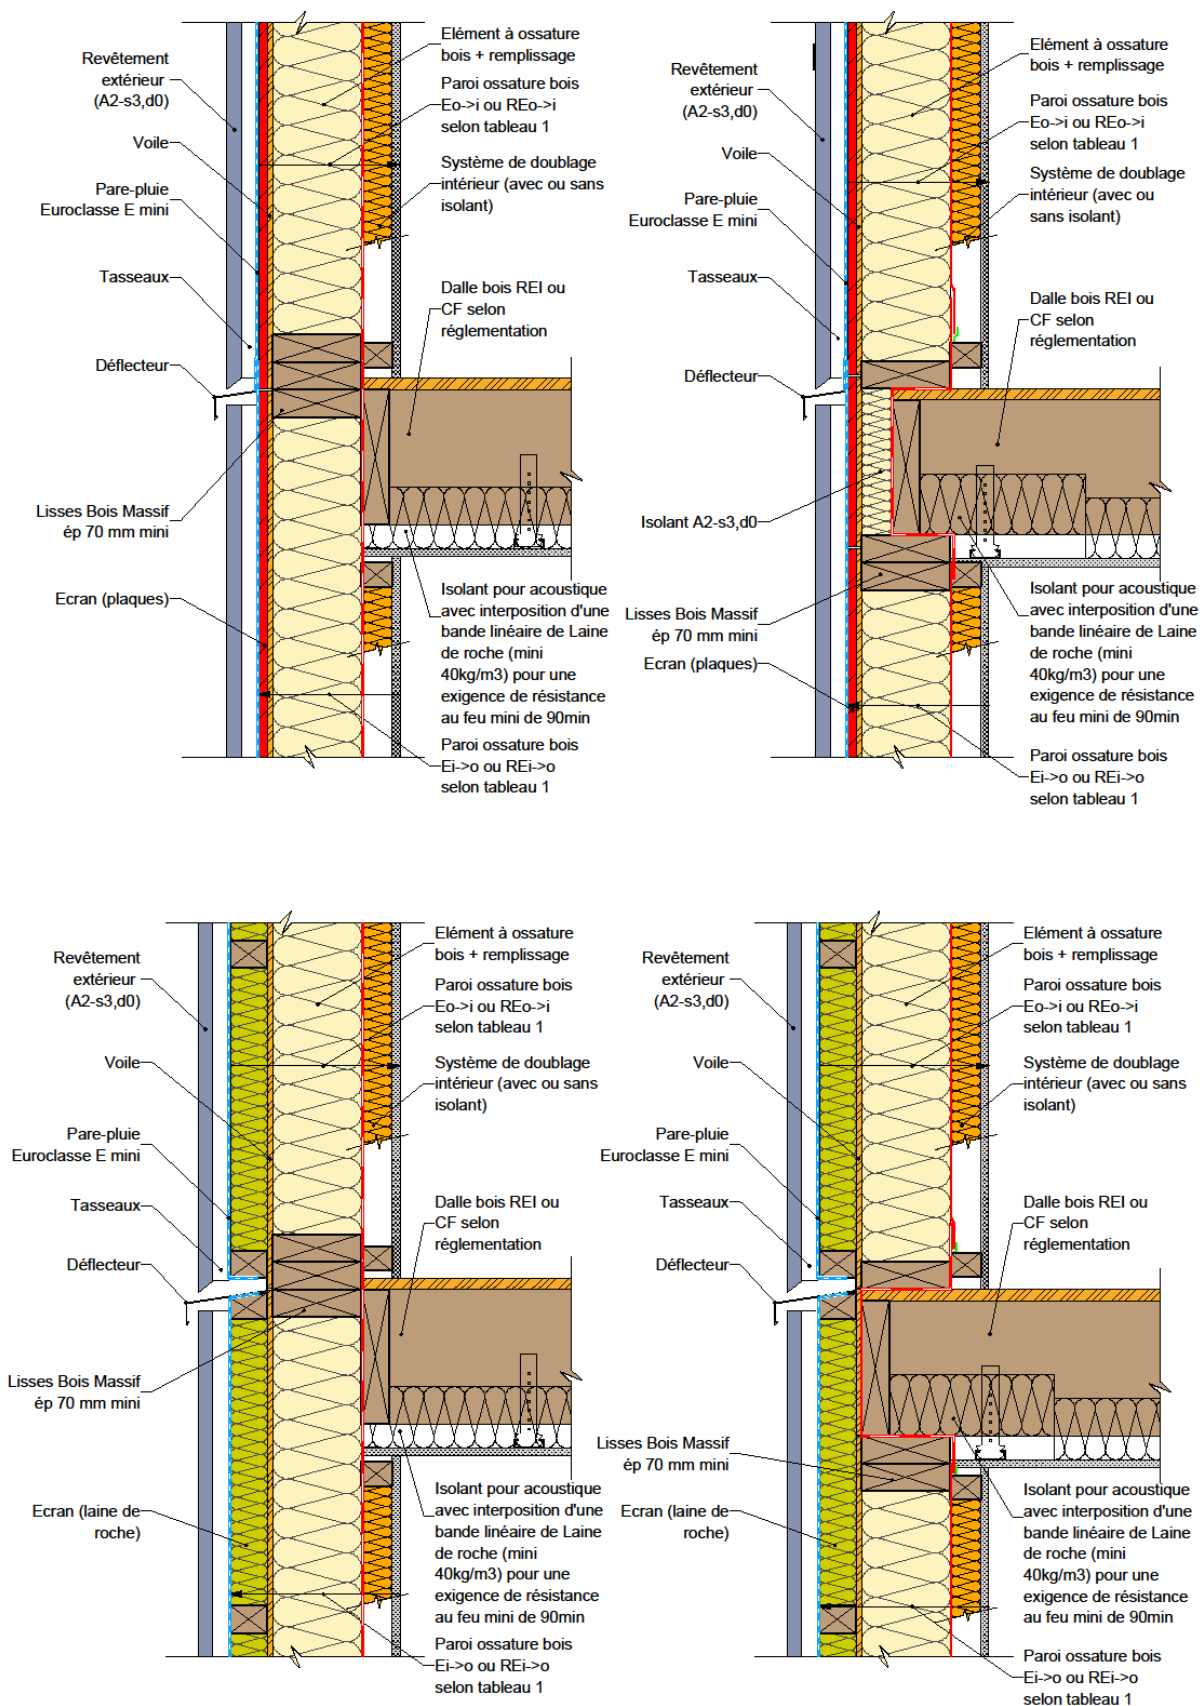 Revêtement
extérieur
(A2-s3,d0)
Voile
Pare-pluie
Euroclasse E mini
Tasseaux
Déflecteur
Lisses Bois Massif
ép 70 mm mini
Ecran (plaques)
Elément à ossature
bois + remplissage
Paroi ossature bois
Eo->i ou REo->i
selon tableau 1
Système de doublage
intérieur (avec ou sans
isolant)
Dalle bois REI ou
CF selon
réglementation
Isolant pour acoustique
avec interposition d'une
bande linéaire de Laine
de roche (mini
40kg/m3) pour une
exigence de résistance
au feu mini de 90min
Paroi ossature bois
Ei->o ou REi->o
selon tableau 1
Revêtement
extérieur
(A2-s3,d0)
Voile
Pare-pluie
Euroclasse E mini
Tasseaux
Déflecteur
Isolant A2-s3,d0
Lisses Bois Massif
ép 70 mm mini
Ecran (plaques)
Elément à ossature
bois + remplissage
Paroi ossature bois
Eo->i ou REo->i
selon tableau 1
Système de doublage
intérieur (avec ou
sans isolant)
Dalle bois REI ou
CF selon
réglementation
Isolant pour acoustique
avec interposition d'une
bande linéaire de Laine
de roche (mini
40kg/m3) pour une
exigence de résistance
au feu mini de 90min
Paroi ossature bois
Ei->o ou REi->o
selon tableau 1
Revêtement
extérieur
(A2-s3,d0)
Voile
Pare-pluie
Euroclasse E mini
Tasseaux
Déflecteur
Lisses Bois Massif
ép 70 mm mini
Ecran (laine de
roche)
Elément à ossature
bois + remplissage
Paroi ossature bois
Eo->i ou REo->i
selon tableau 1
Système de doublage
intérieur (avec ou sans
isolant)
Dalle bois REI ou
CF selon
réglementation
Isolant pour acoustique
avec interposition d'une
bande linéaire de Laine
de roche (mini
40kg/m3) pour une
exigence de résistance
au feu mini de 90min
Paroi ossature bois
Ei->o ou REi->o
selon tableau 1
Revêtement
extérieur
(A2-s3,d0)
Voile
Pare-pluie
Euroclasse E mini
Tasseaux
Déflecteur
Lisses Bois Massif
ép 70 mm mini
Ecran (laine de
roche)
Elément à ossature
bois + remplissage
Paroi ossature bois
Eo->i ou REo->i
selon tableau 1
Système de doublage
intérieur (avec ou sans
isolant)
Dalle bois REI ou
CF selon
réglementation
Isolant pour acoustique
avec interposition d'une
bande linéaire de Laine
de roche (mini
40kg/m3) pour une
exigence de résistance
au feu mini de 90min
Paroi ossature bois
Ei->o ou REi->o
selon tableau 1